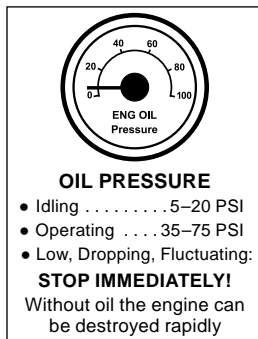 40 60
20 80
0 100
ENG OIL
Pressure
OIL PRESSURE
● Idling . . . . . . . . . 5–20 PSI
● Operating . . . . 35–75 PSI
● Low, Dropping, Fluctuating:
STOP IMMEDIATELY!
Without oil the engine can
be destroyed rapidly